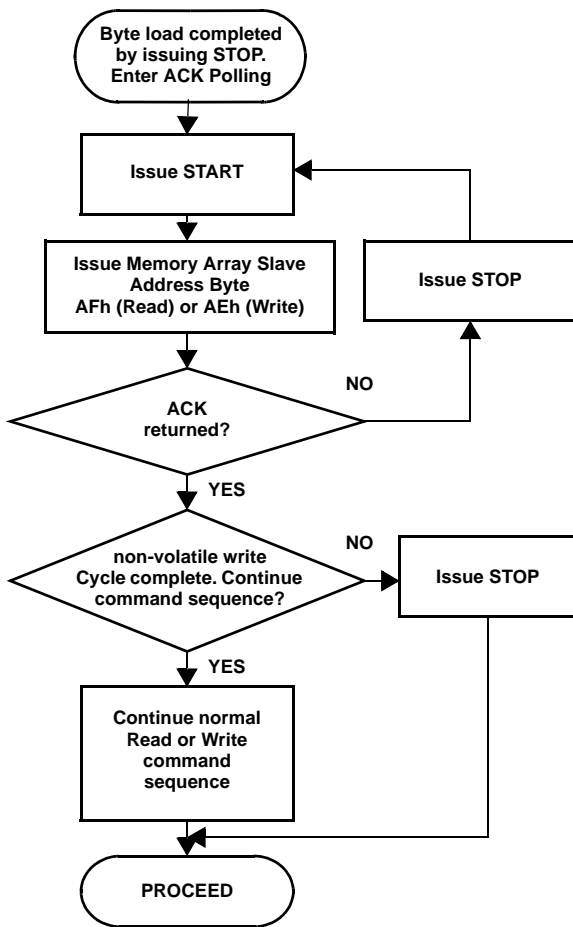 Byte load completed
by issuing STOP.
Enter ACK Polling
Issue START
Issue Memory Array Slave
Address Byte
AFh (Read) or AEh (Write)
Issue STOP
NO
ACK
returned?
YES
NO
non-volatile write
Cycle complete. Continue
command sequence?
Issue STOP
YES
Continue normal
Read or Write
command
sequence
PROCEED